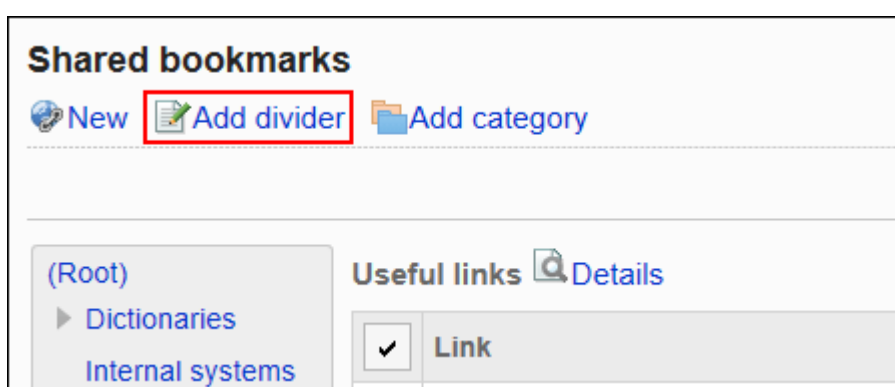 Shared bookmarks
New Add divider Add category
(Root)
Dictionaries
Internal systems
Useful links Details
Link